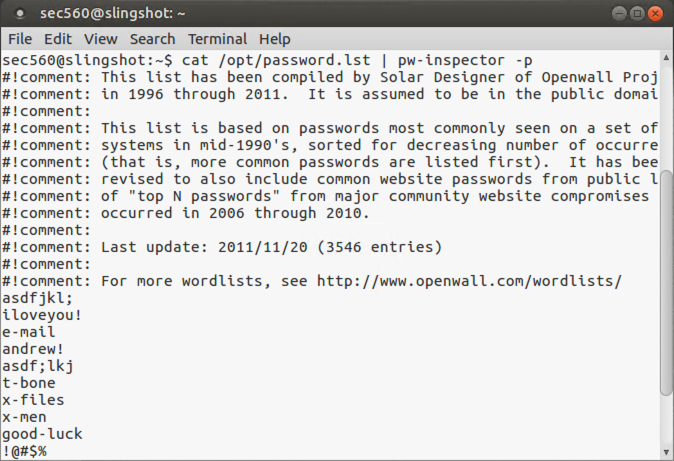 sec560@slingshot: ~
File Edit View Search Terminal Help
sec560@slingshot:~$ cat /opt/password.lst | pw-inspector -p
#!comment: This list has been compiled by Solar Designer of Openwall Proj
#!comment: in 1996 through 2011.  It is assumed to be in the public domai
#!comment:
#!comment: This list is based on passwords most commonly seen on a set of
#!comment: systems in mid-1990's, sorted for decreasing number of occurre
#!comment: (that is, more common passwords are listed first).  It has bee
#!comment: revised to also include common website passwords from public l
#!comment: of "top N passwords" from major community website compromises
#!comment: occurred in 2006 through 2010.
#!comment:
#!comment: Last update: 2011/11/20 (3546 entries)
#!comment:
#!comment: For more wordlists, see http://www.openwall.com/wordlists/
asdfjkl;
iloveyou!
e-mail
andrew!
asdf;lkj
t-bone
x-files
x-men
good-luck
!@#$%